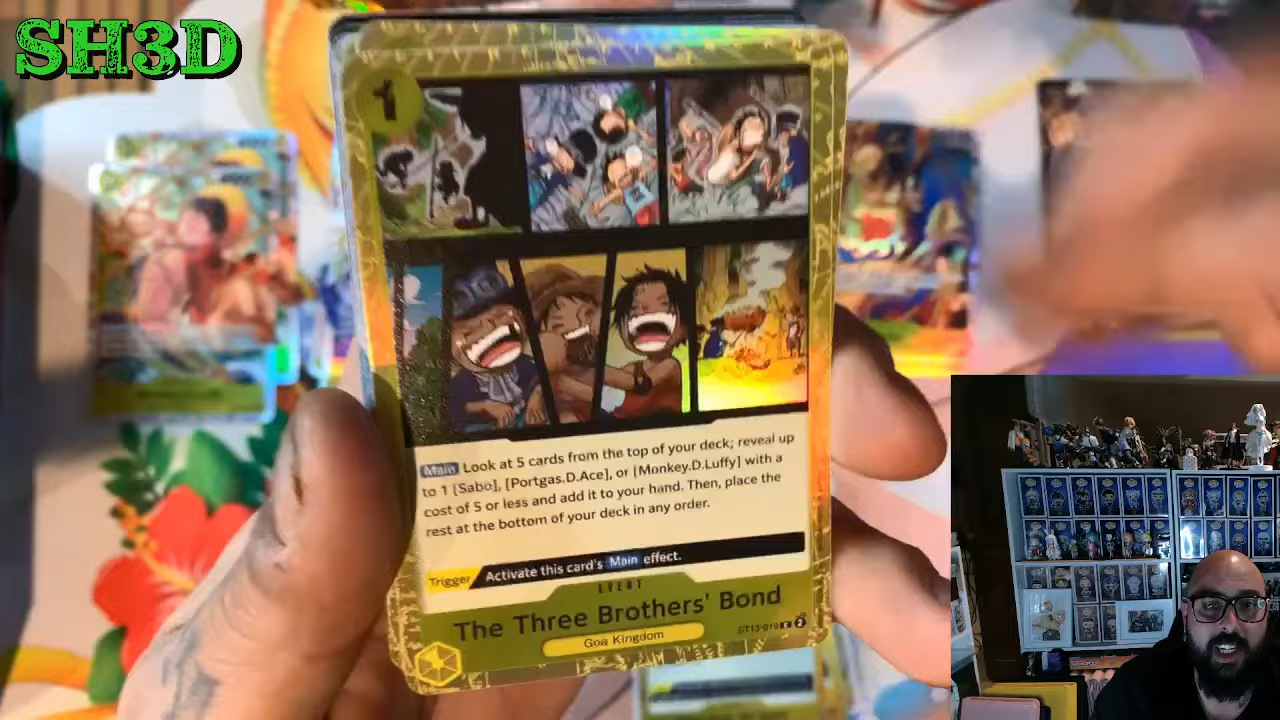 SH3D
1
Main Look at 5 cards from the top of your deck; reveal up
to 1 [Sabo], [Portgas.D.Ace], or [Monkey.D.Luffy] with a
cost of 5 or less and add it to your hand. Then, place the
rest at the bottom of your deck in any order.
Trigger Activate this card's Main effect.
EVENT
The Three Brothers' Bond
Goa Kingdom
ST13-019 C 2